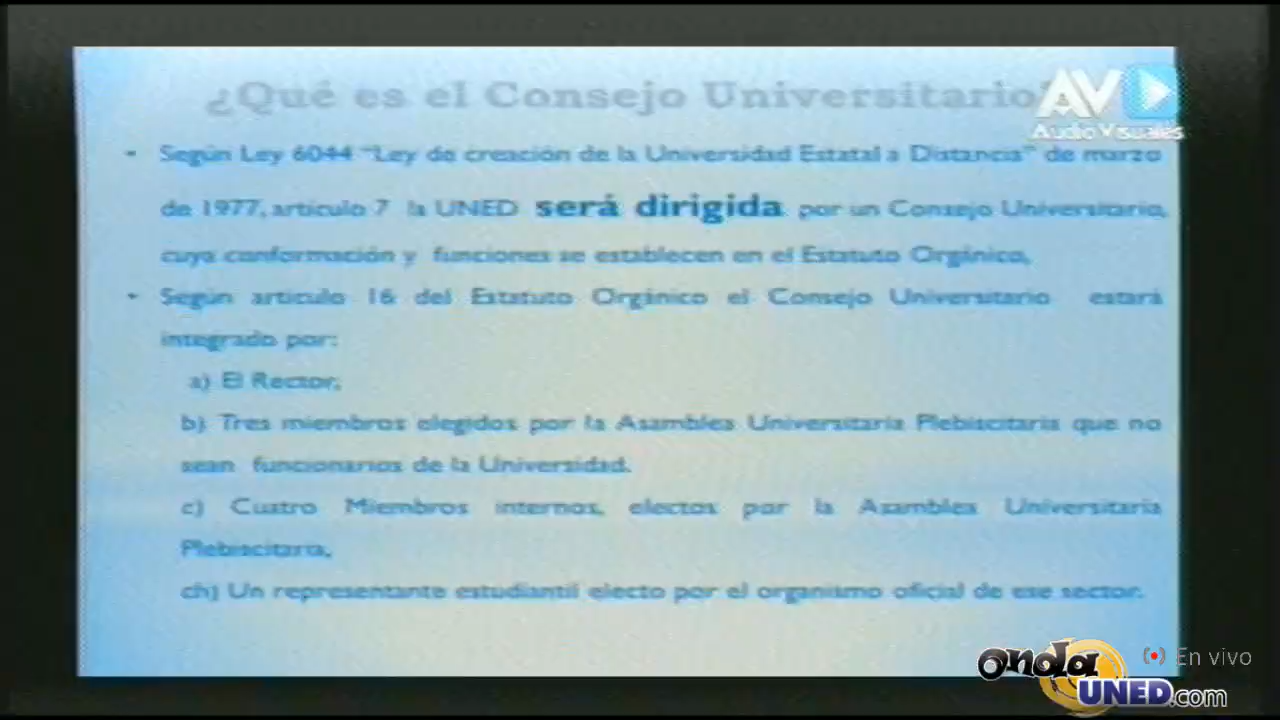 ¿Qué es el Consejo Universitario?
AV
Audio Visuales
• Según Ley 6044 "Ley de creación de la Universidad Estatal a Distancia" de marzo
de 1977, artículo 7 la UNED será dirigida por un Consejo Universitario,
cuya conformación y funciones se establecen en el Estatuto Orgánico,
• Según artículo 16 del Estatuto Orgánico el Consejo Universitario estará
integrado por:
a) El Rector,
b) Tres miembros elegidos por la Asamblea Universitaria Plebiscitaria que no
sean funcionarios de la Universidad.
c) Cuatro Miembros internos, electos por la Asamblea Universitaria
Plebiscitaria,
ch) Un representante estudiantil electo por el organismo oficial de ese sector.
onda
UNED.com
En vivo